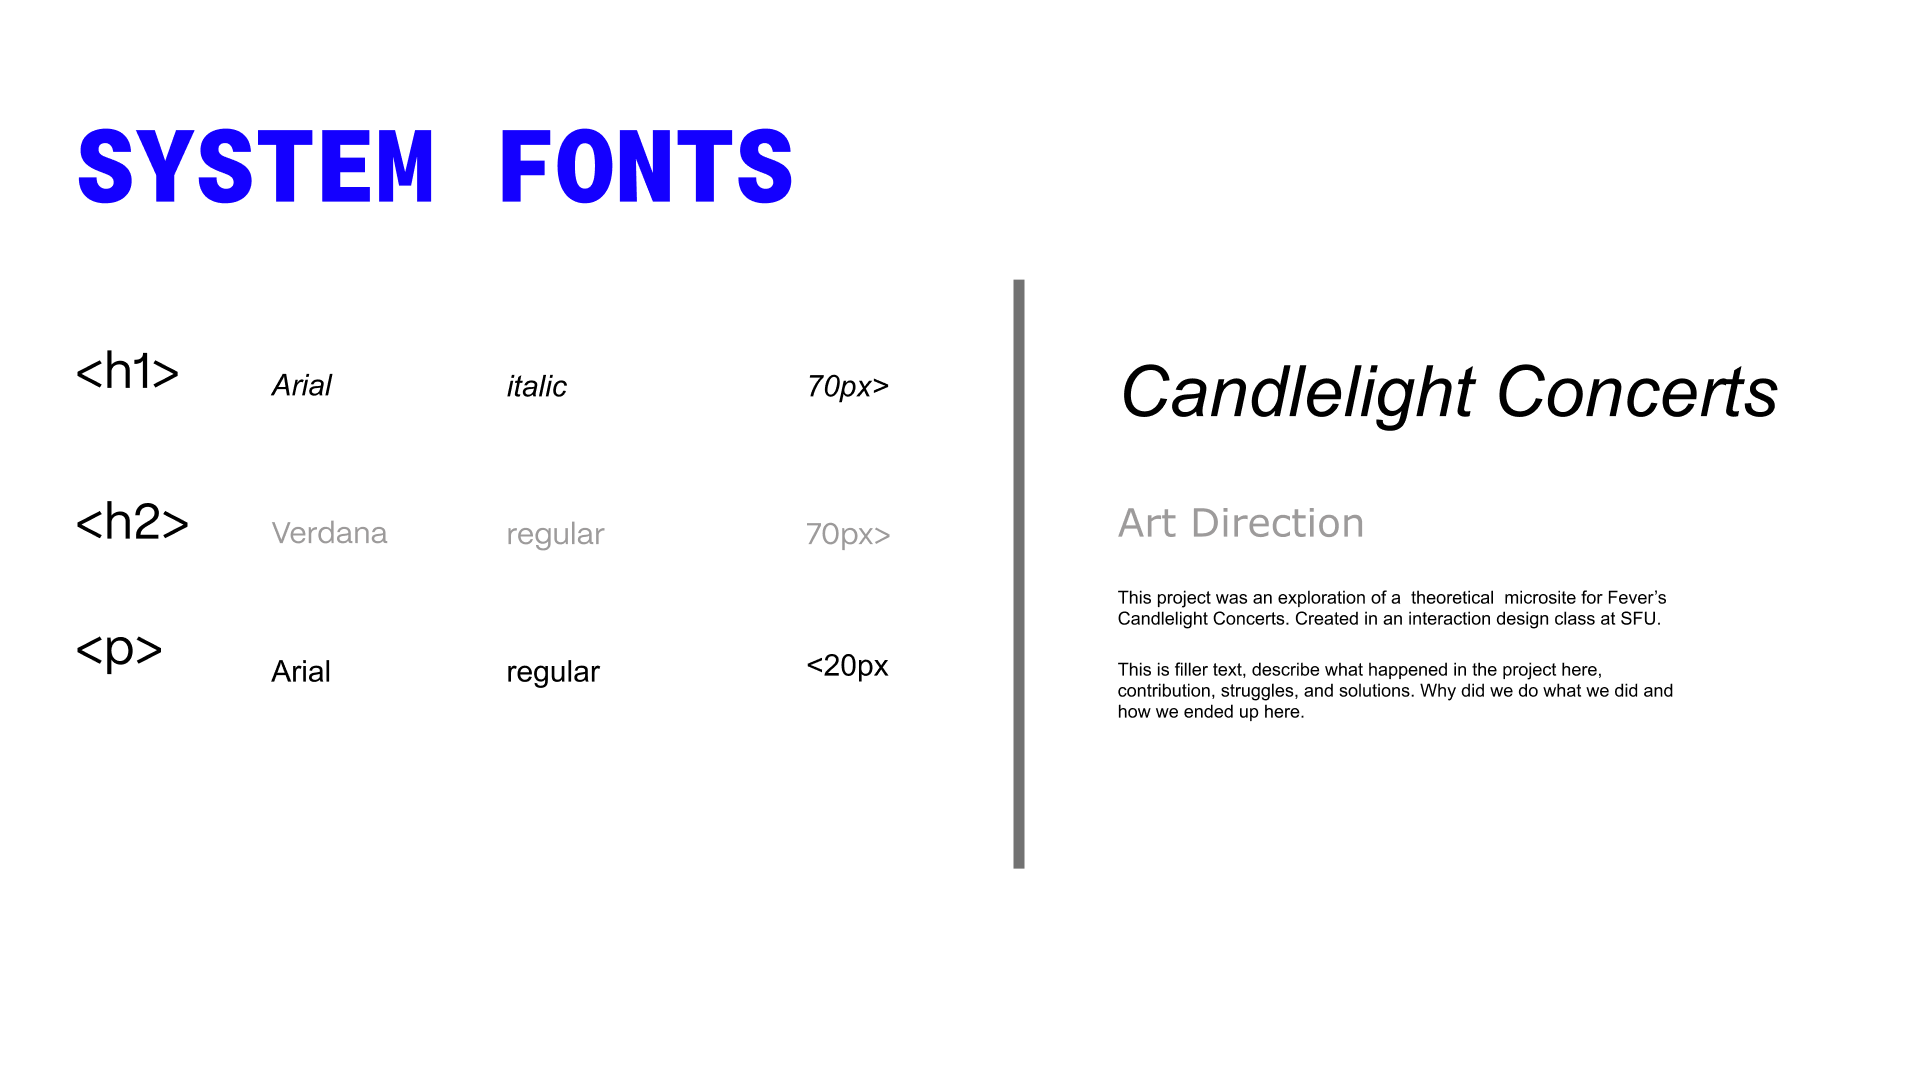 SYSTEM FONTS
<h1> Arial italic 70px>
<h2> Verdana regular 70px>
<p> Arial regular <20px
Candlelight Concerts
Art Direction
This project was an exploration of a  theoretical  microsite for Fever’s
Candlelight Concerts. Created in an interaction design class at SFU.
This is filler text, describe what happened in the project here,
contribution, struggles, and solutions. Why did we do what we did and
how we ended up here.